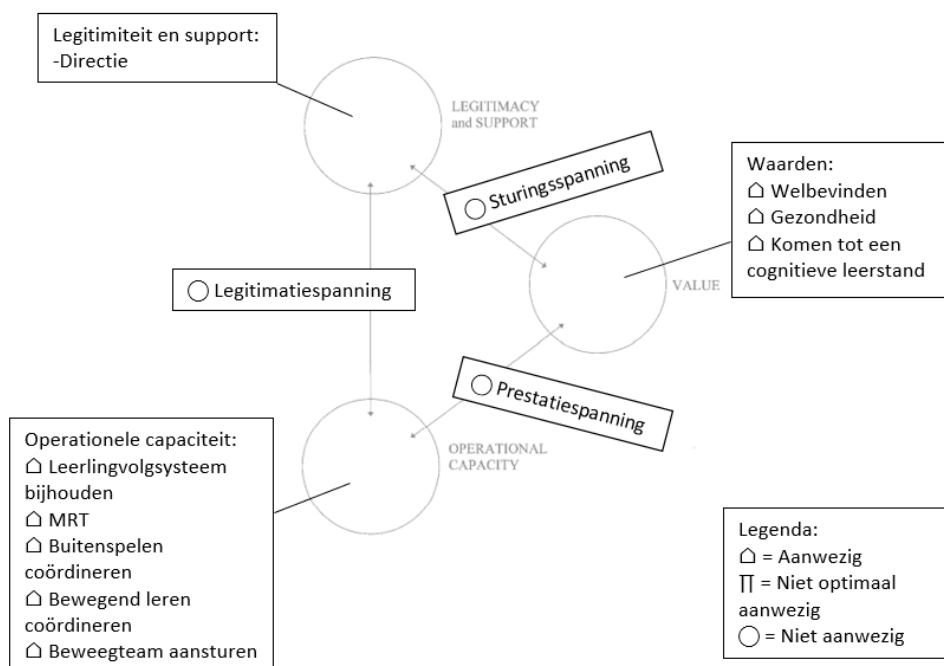 Legitimiteit en support:
-Directie
LEGITIMACY
and SUPPORT
◯ Sturingsspanning
Waarden:
⌂ Welbevinden
⌂ Gezondheid
⌂ Komen tot een
cognitieve leerstand
◯ Legitimatiespanning
VALUE
◯ Prestatiespanning
Operationele capaciteit:
⌂ Leerlingvolgsysteem
bijhouden
⌂ MRT
⌂ Buitenspelen
coördineren
⌂ Bewegend leren
coördineren
⌂ Beweegteam aansturen
OPERATIONAL
CAPACITY
Legenda:
⌂ = Aanwezig
∏ = Niet optimaal
aanwezig
◯ = Niet aanwezig